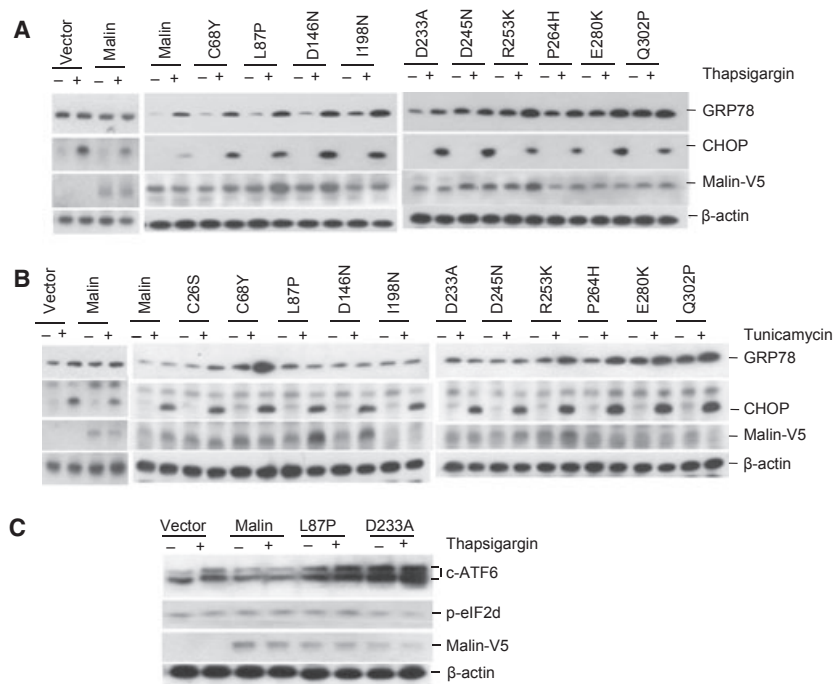 A
Vector Malin Malin C68Y L87P D146N I198N D233A D245N R253K P264H E280K Q302P
– + – + – + – + – + – + – + – + – + – + – + – + – + Thapsigargin
GRP78
CHOP
Malin-V5
β-actin
B
Vector Malin Malin C26S C68Y L87P D146N I198N D233A D245N R253K P264H E280K Q302P
– + – + – + – + – + – + – + – + – + – + – + – + – + – + Tunicamycin
GRP78
CHOP
Malin-V5
β-actin
C
Vector Malin L87P D233A
– + – + – + – + Thapsigargin
c-ATF6
p-eIF2d
Malin-V5
β-actin